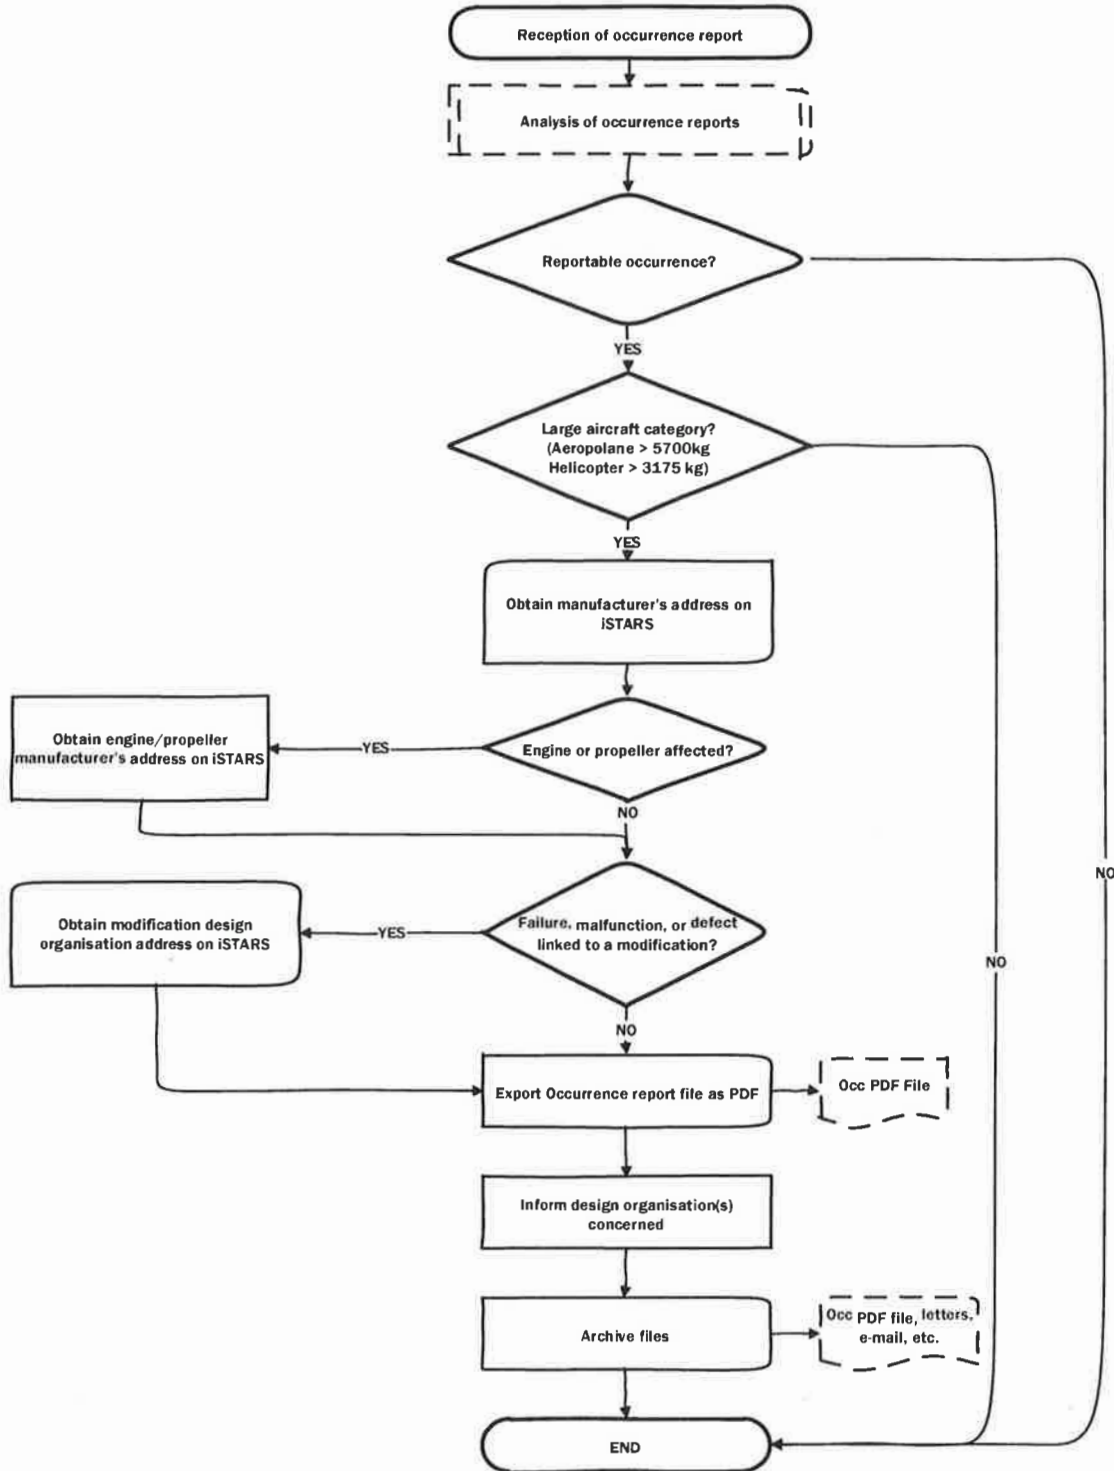 Reception of occurrence report
Analysis of occurrence reports
Reportable occurrence?
YES
Large aircraft category?
(Aeropolane > 5700kg
Helicopter > 3175 kg)
YES
Obtain manufacturer's address on
iSTARS
Engine or propeller affected?
YES
Obtain engine/propeller
manufacturer's address on iSTARS
NO
NO
Failure, malfunction, or defect
linked to a modification?
YES
Obtain modification design
organisation address on iSTARS
NO
NO
Export Occurrence report file as PDF
Occ PDF File
Inform design organisation(s)
concerned
Archive files
Occ PDF file, letters,
e-mail, etc.
END